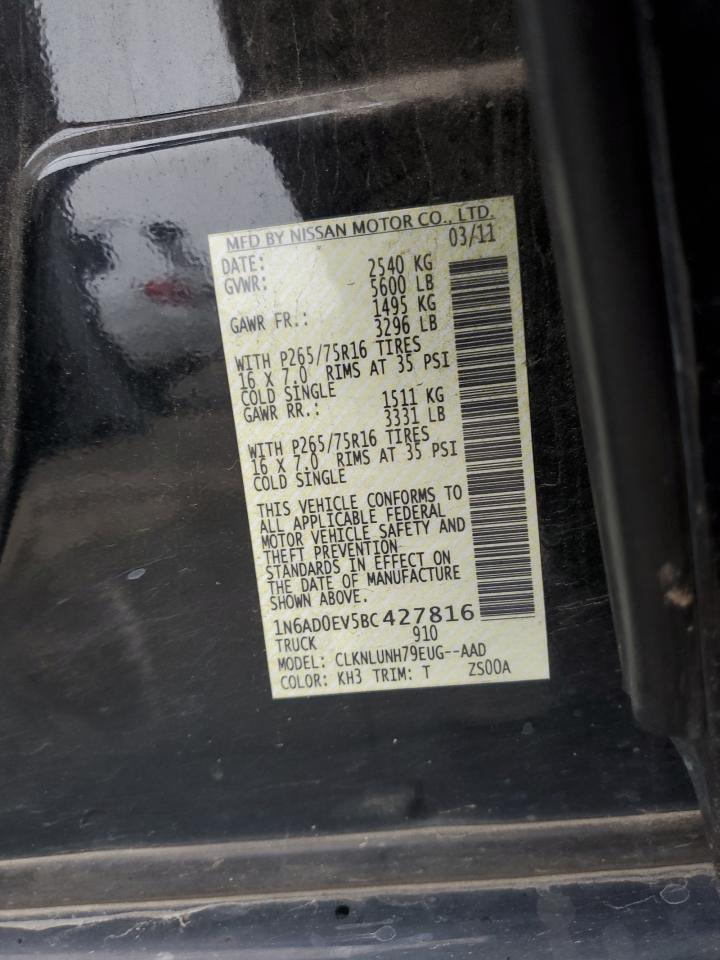 MFD BY NISSAN MOTOR CO., LTD.
DATE: 03/11
GVWR: 2540 KG
5600 LB
GAWR FR.: 1495 KG
3296 LB
WITH P265/75R16 TIRES
16 X 7.0 RIMS AT 35 PSI
COLD SINGLE
GAWR RR.: 1511 KG
3331 LB
WITH P265/75R16 TIRES
16 X 7.0 RIMS AT 35 PSI
COLD SINGLE
THIS VEHICLE CONFORMS TO
ALL APPLICABLE FEDERAL
MOTOR VEHICLE SAFETY AND
THEFT PREVENTION
STANDARDS IN EFFECT ON
THE DATE OF MANUFACTURE
SHOWN ABOVE.
1N6AD0EV5BC427816
TRUCK 910
MODEL: CLKNLUNH79EUG--AAD
COLOR: KH3 TRIM: T ZS00A